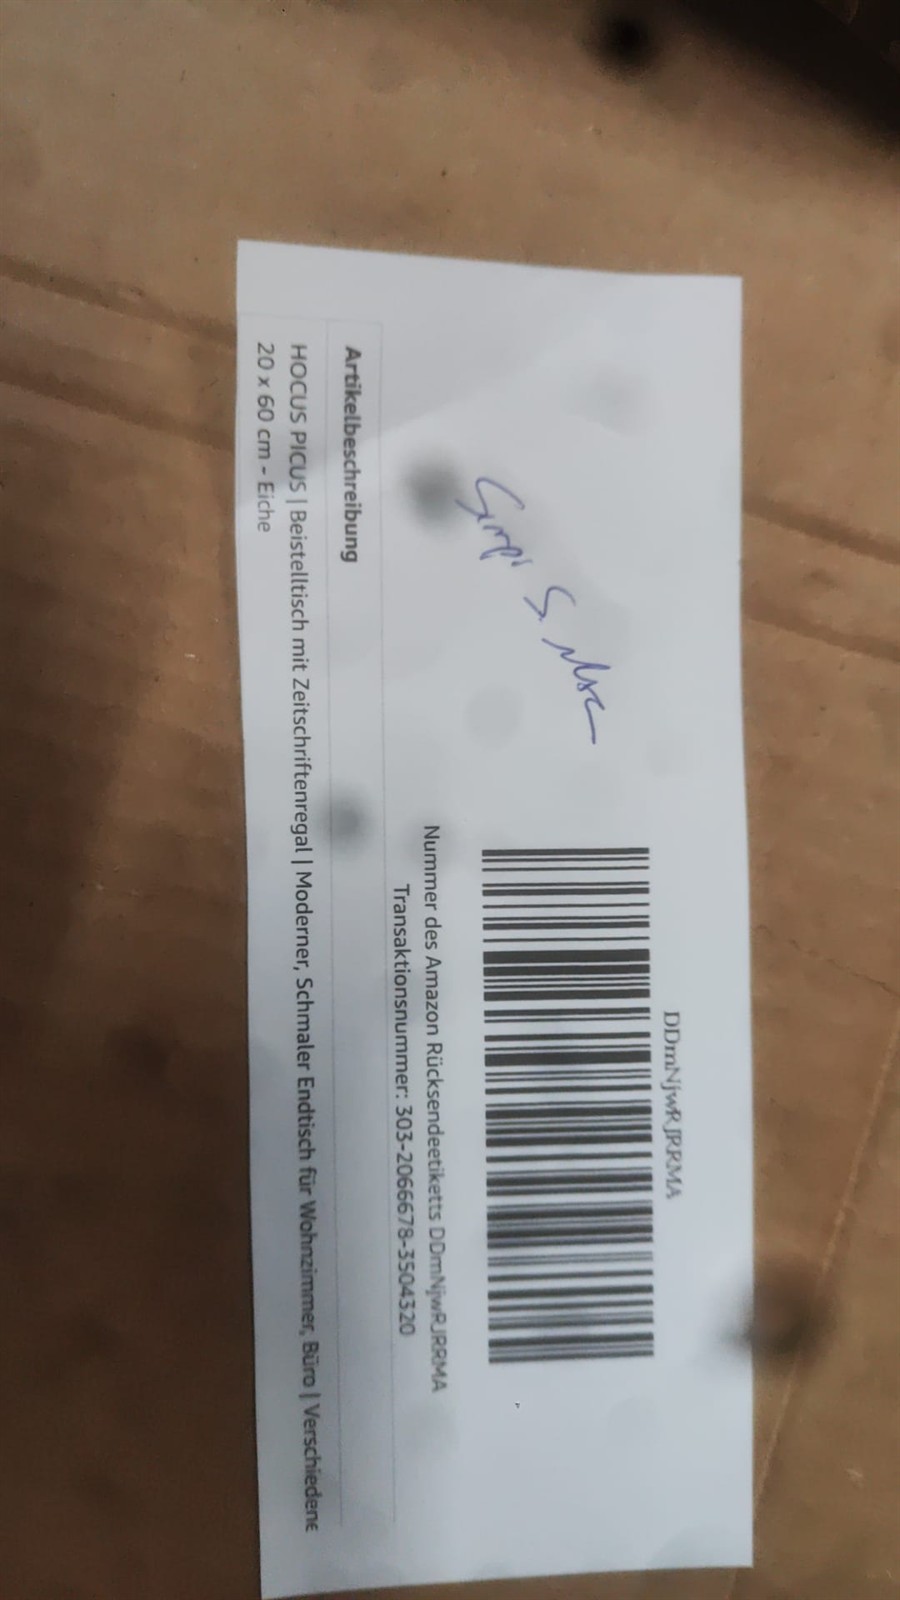 DDmNjwRJRRMA
Nummer des Amazon Rücksendeetiketts DDmNjwRJRRMA
Transaktionsnummer: 303-2066678-3504320
Artikelbeschreibung
HOCUS PICUS | Beistelltisch mit Zeitschriftenregal | Moderner, Schmaler Endtisch für Wohnzimmer, Büro | Verschiedene
20 x 60 cm - Eiche